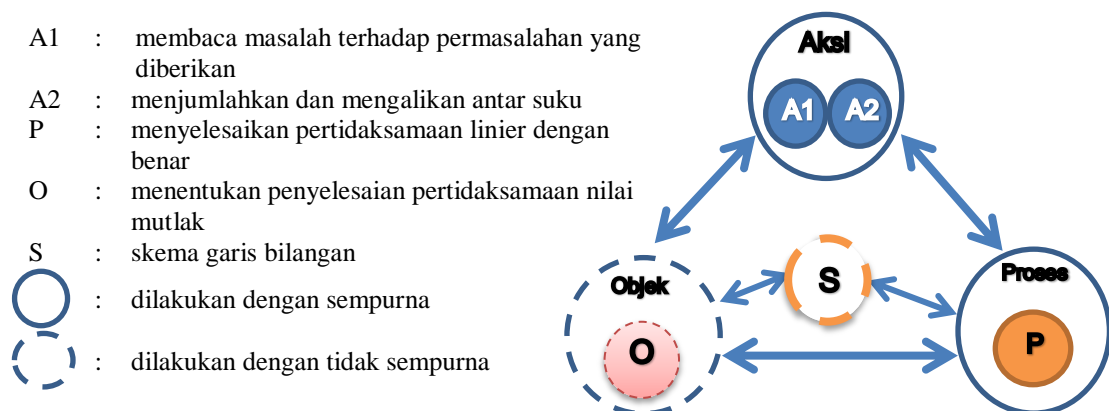 A1 : membaca masalah terhadap permasalahan yang
diberikan
A2 : menjumlahkan dan mengalikan antar suku
P : menyelesaikan pertidaksamaan linier dengan
benar
O : menentukan penyelesaian pertidaksamaan nilai
mutlak
S : skema garis bilangan
: dilakukan dengan sempurna
: dilakukan dengan tidak sempurna
Aksi
A1 A2
Objek
S
Proses
O
P